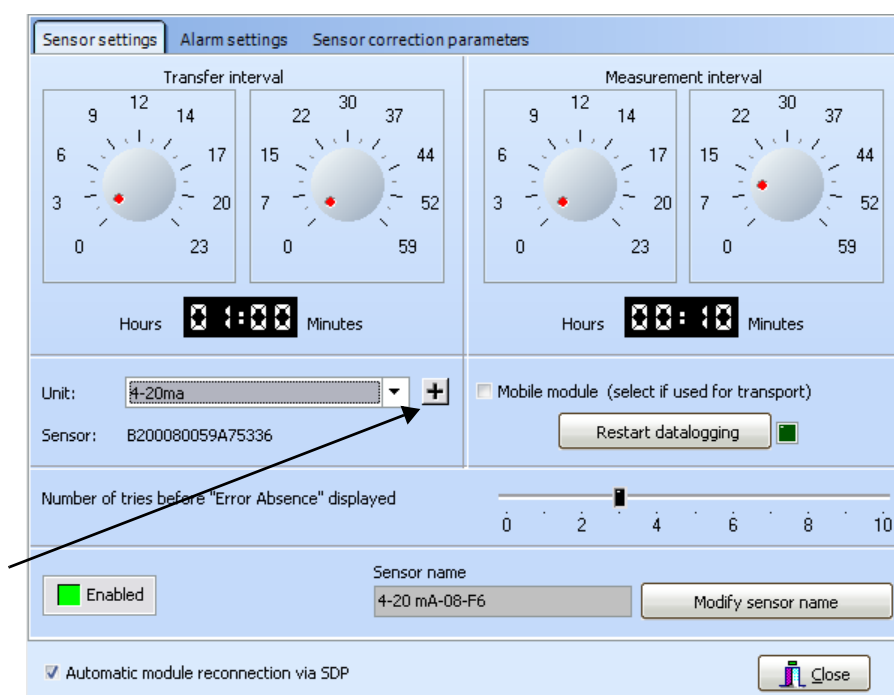 Sensor settings Alarm settings Sensor correction parameters
Transfer interval
0 3 6 9 12 14 17 20 23
0 7 15 22 30 37 44 52 59
Hours 01:00 Minutes
Measurement interval
0 3 6 9 12 14 17 20 23
0 7 15 22 30 37 44 52 59
Hours 00:10 Minutes
Unit: 4-20ma +
Sensor: B200080059A75336
Mobile module (select if used for transport)
Restart datalogging
Number of tries before "Error Absence" displayed
0 2 4 6 8 10
Enabled
Sensor name
4-20 mA-08-F6
Modify sensor name
Automatic module reconnection via SDP
Close